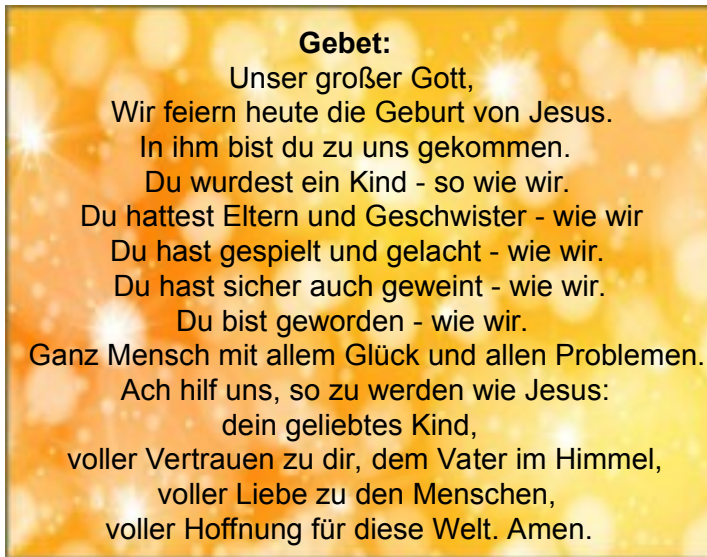 Gebet:
Unser großer Gott,
Wir feiern heute die Geburt von Jesus.
In ihm bist du zu uns gekommen.
Du wurdest ein Kind - so wie wir.
Du hattest Eltern und Geschwister - wie wir
Du hast gespielt und gelacht - wie wir.
Du hast sicher auch geweint - wie wir.
Du bist geworden - wie wir.
Ganz Mensch mit allem Glück und allen Problemen.
Ach hilf uns, so zu werden wie Jesus:
dein geliebtes Kind,
voller Vertrauen zu dir, dem Vater im Himmel,
voller Liebe zu den Menschen,
voller Hoffnung für diese Welt. Amen.